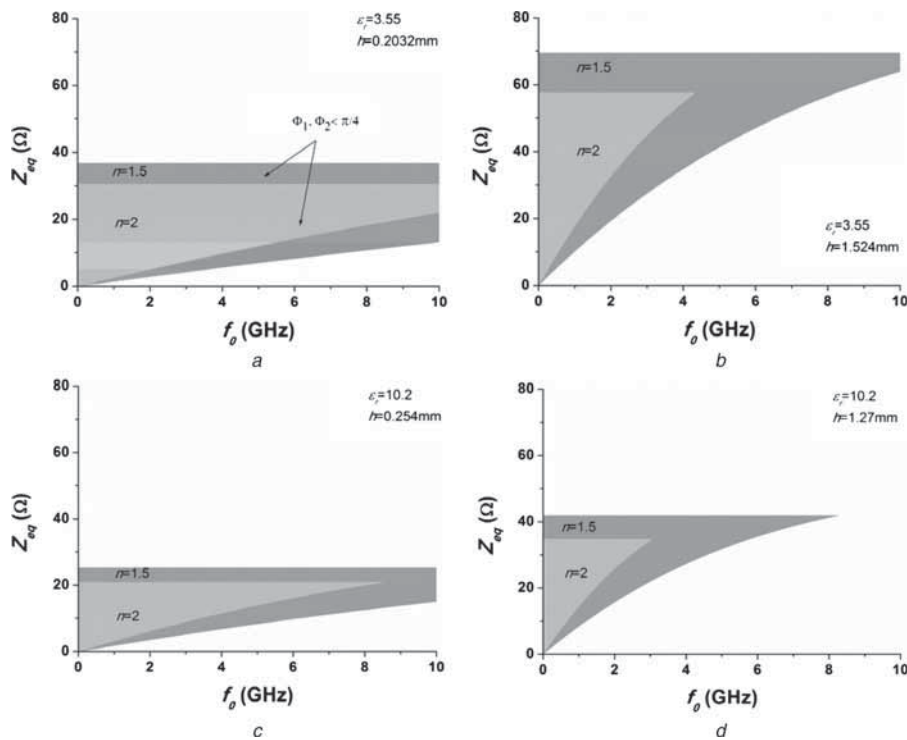 80
60
40
20
0
Z_eq (Ω)
ε_r=3.55
h=0.2032mm
Φ₁, Φ₂< π/4
n=1.5
n=2
0 2 4 6 8 10
f₀ (GHz)
a
80
60
40
20
0
Z_eq (Ω)
n=1.5
n=2
ε_r=3.55
h=1.524mm
0 2 4 6 8 10
f₀ (GHz)
b
80
60
40
20
0
Z_eq (Ω)
ε_r=10.2
h=0.254mm
n=1.5
n=2
0 2 4 6 8 10
f₀ (GHz)
c
80
60
40
20
0
Z_eq (Ω)
ε_r=10.2
h=1.27mm
n=1.5
n=2
0 2 4 6 8 10
f₀ (GHz)
d